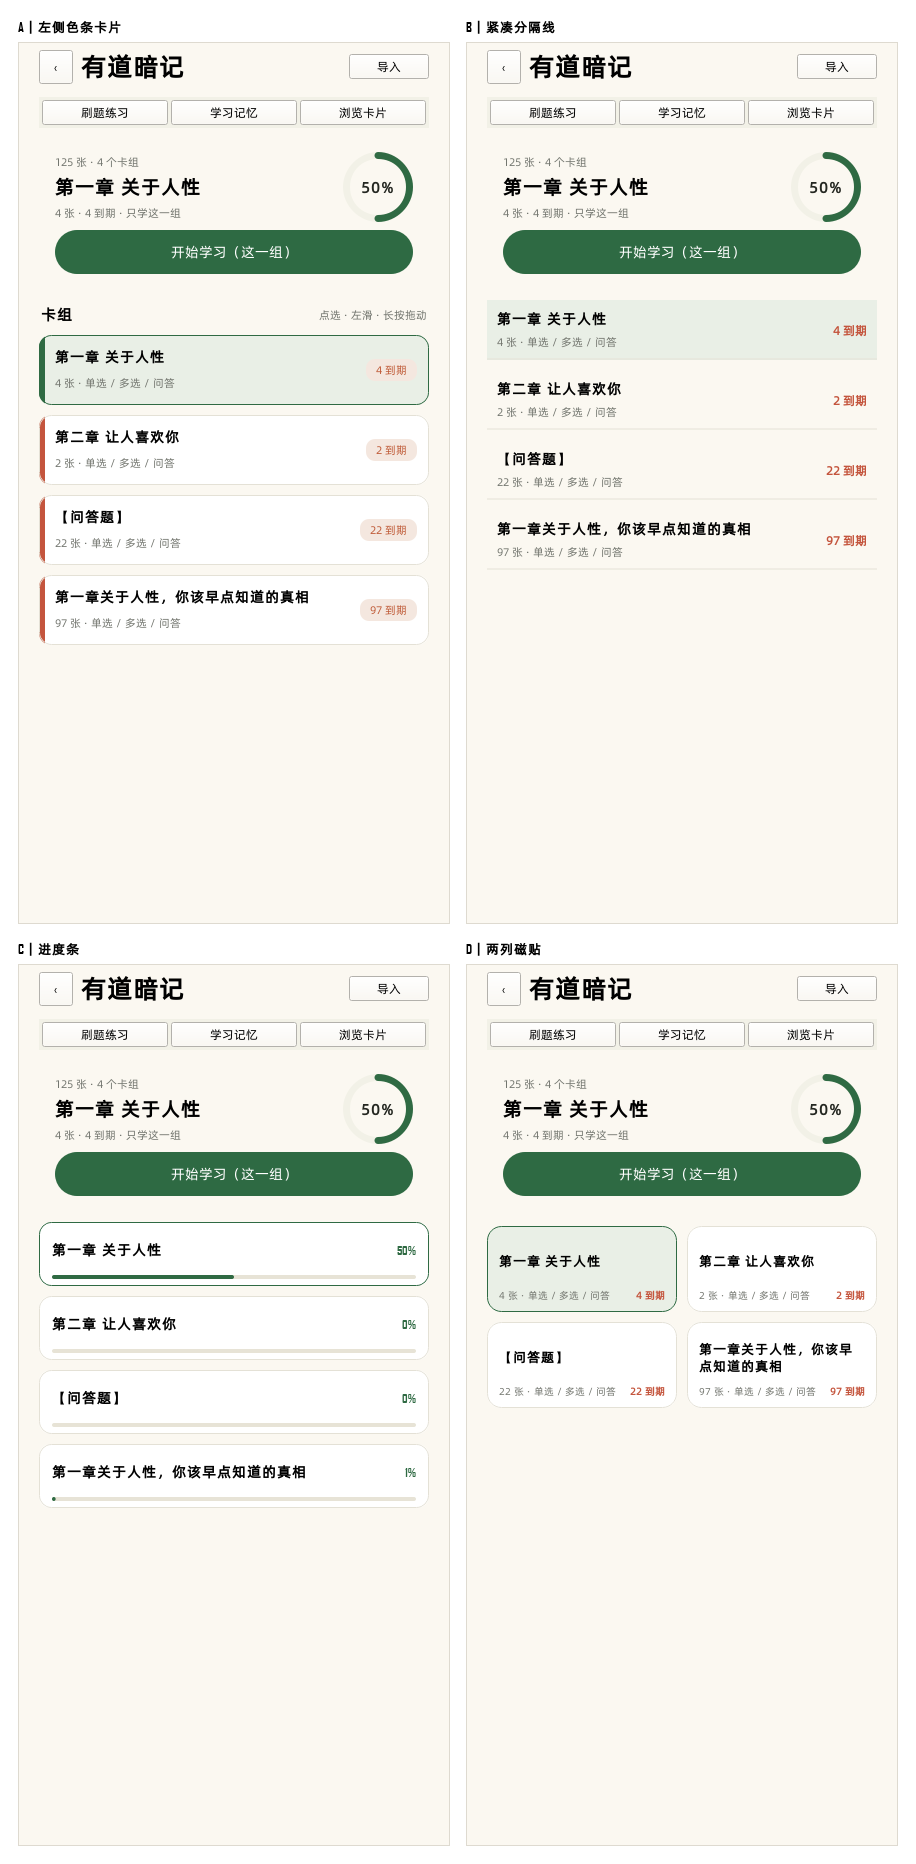 A | 左侧色条卡片
‹ 有道暗记 导入
刷题练习 学习记忆 浏览卡片
125 张 · 4 个卡组
第一章 关于人性
4 张 · 4 到期 · 只学这一组
50%
开始学习（这一组）
卡组 点选 · 左滑 · 长按拖动
第一章 关于人性
4 张 · 单选 / 多选 / 问答
4 到期
第二章 让人喜欢你
2 张 · 单选 / 多选 / 问答
2 到期
【问答题】
22 张 · 单选 / 多选 / 问答
22 到期
第一章关于人性，你该早点知道的真相
97 张 · 单选 / 多选 / 问答
97 到期
B | 紧凑分隔线
‹ 有道暗记 导入
刷题练习 学习记忆 浏览卡片
125 张 · 4 个卡组
第一章 关于人性
4 张 · 4 到期 · 只学这一组
50%
开始学习（这一组）
第一章 关于人性
4 张 · 单选 / 多选 / 问答
4 到期
第二章 让人喜欢你
2 张 · 单选 / 多选 / 问答
2 到期
【问答题】
22 张 · 单选 / 多选 / 问答
22 到期
第一章关于人性，你该早点知道的真相
97 张 · 单选 / 多选 / 问答
97 到期
C | 进度条
‹ 有道暗记 导入
刷题练习 学习记忆 浏览卡片
125 张 · 4 个卡组
第一章 关于人性
4 张 · 4 到期 · 只学这一组
50%
开始学习（这一组）
第一章 关于人性 50%
第二章 让人喜欢你 0%
【问答题】 0%
第一章关于人性，你该早点知道的真相 1%
D | 两列磁贴
‹ 有道暗记 导入
刷题练习 学习记忆 浏览卡片
125 张 · 4 个卡组
第一章 关于人性
4 张 · 4 到期 · 只学这一组
50%
开始学习（这一组）
第一章 关于人性
4 张 · 单选 / 多选 / 问答 4 到期
第二章 让人喜欢你
2 张 · 单选 / 多选 / 问答 2 到期
【问答题】
22 张 · 单选 / 多选 / 问答 22 到期
第一章关于人性，你该早
点知道的真相
97 张 · 单选 / 多选 / 问答 97 到期